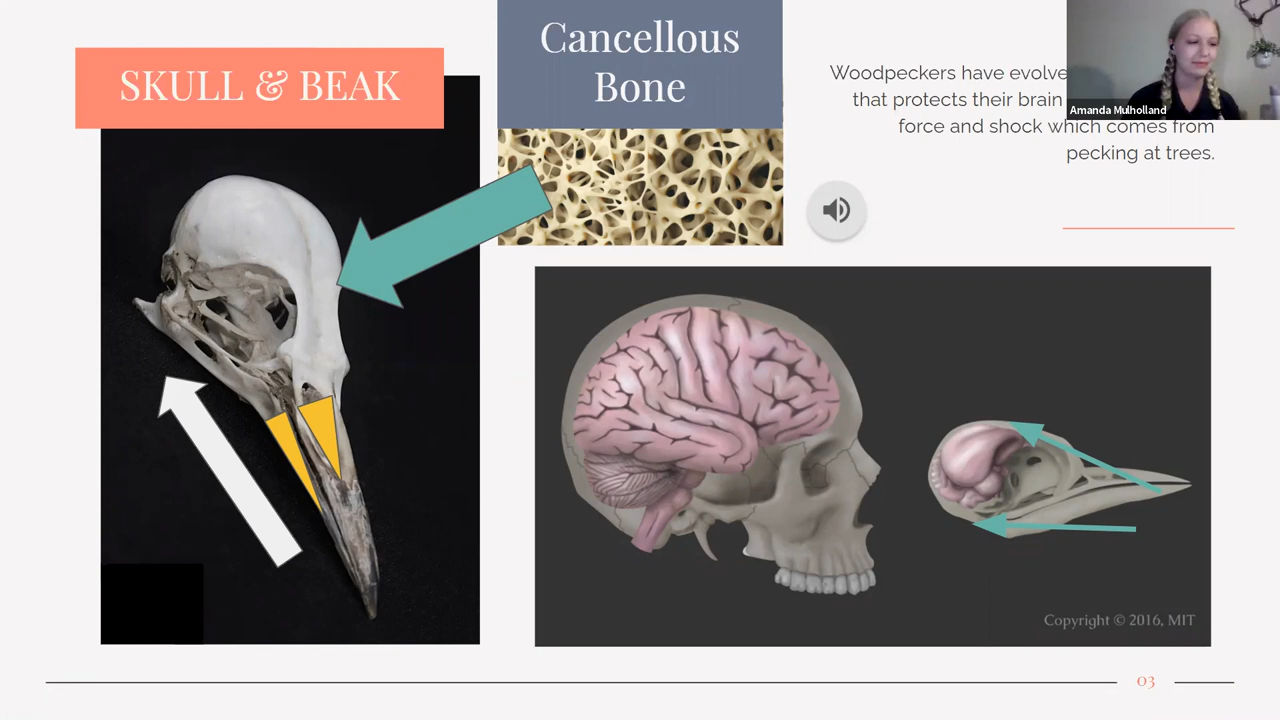 SKULL & BEAK
Cancellous
Bone
Woodpeckers have evolve
that protects their brain
force and shock which comes from
pecking at trees.
Amanda Mulholland
Copyright © 2016, MIT
03